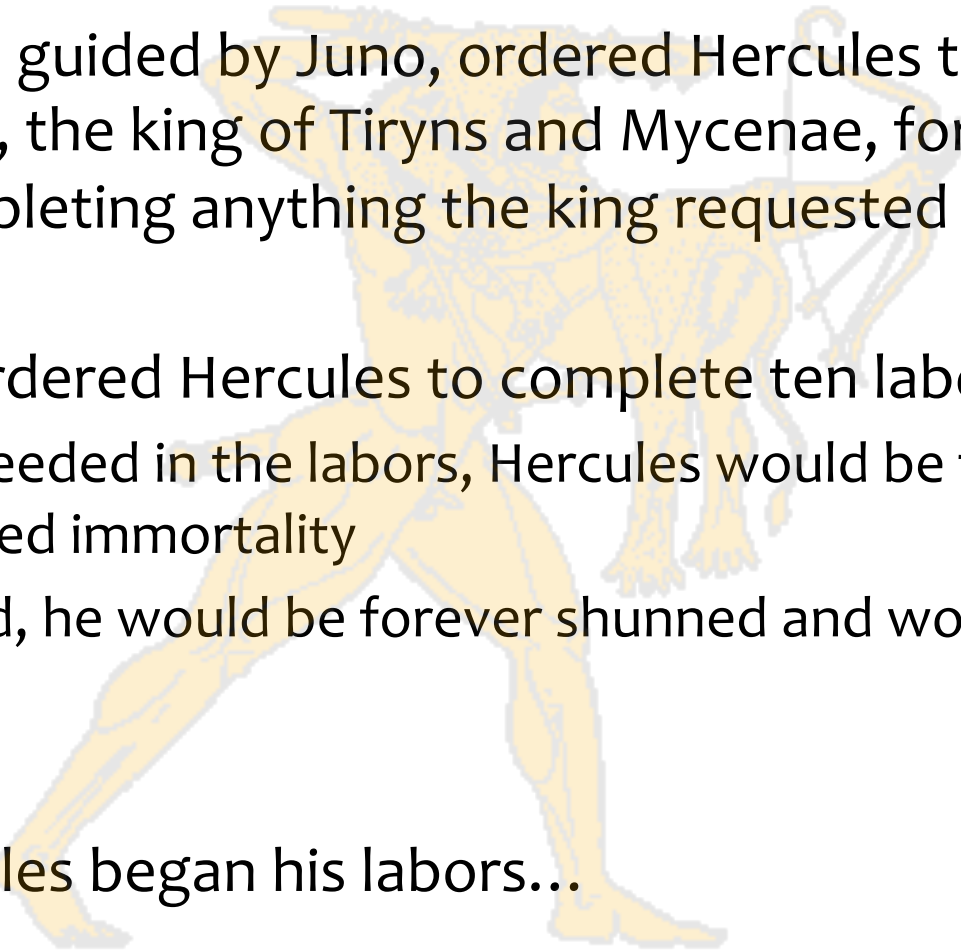 guided by Juno, ordered Hercules t
, the king of Tiryns and Mycenae, for
pleting anything the king requested
rdered Hercules to complete ten labo
eeded in the labors, Hercules would be
ed immortality
d, he would be forever shunned and wo
les began his labors…